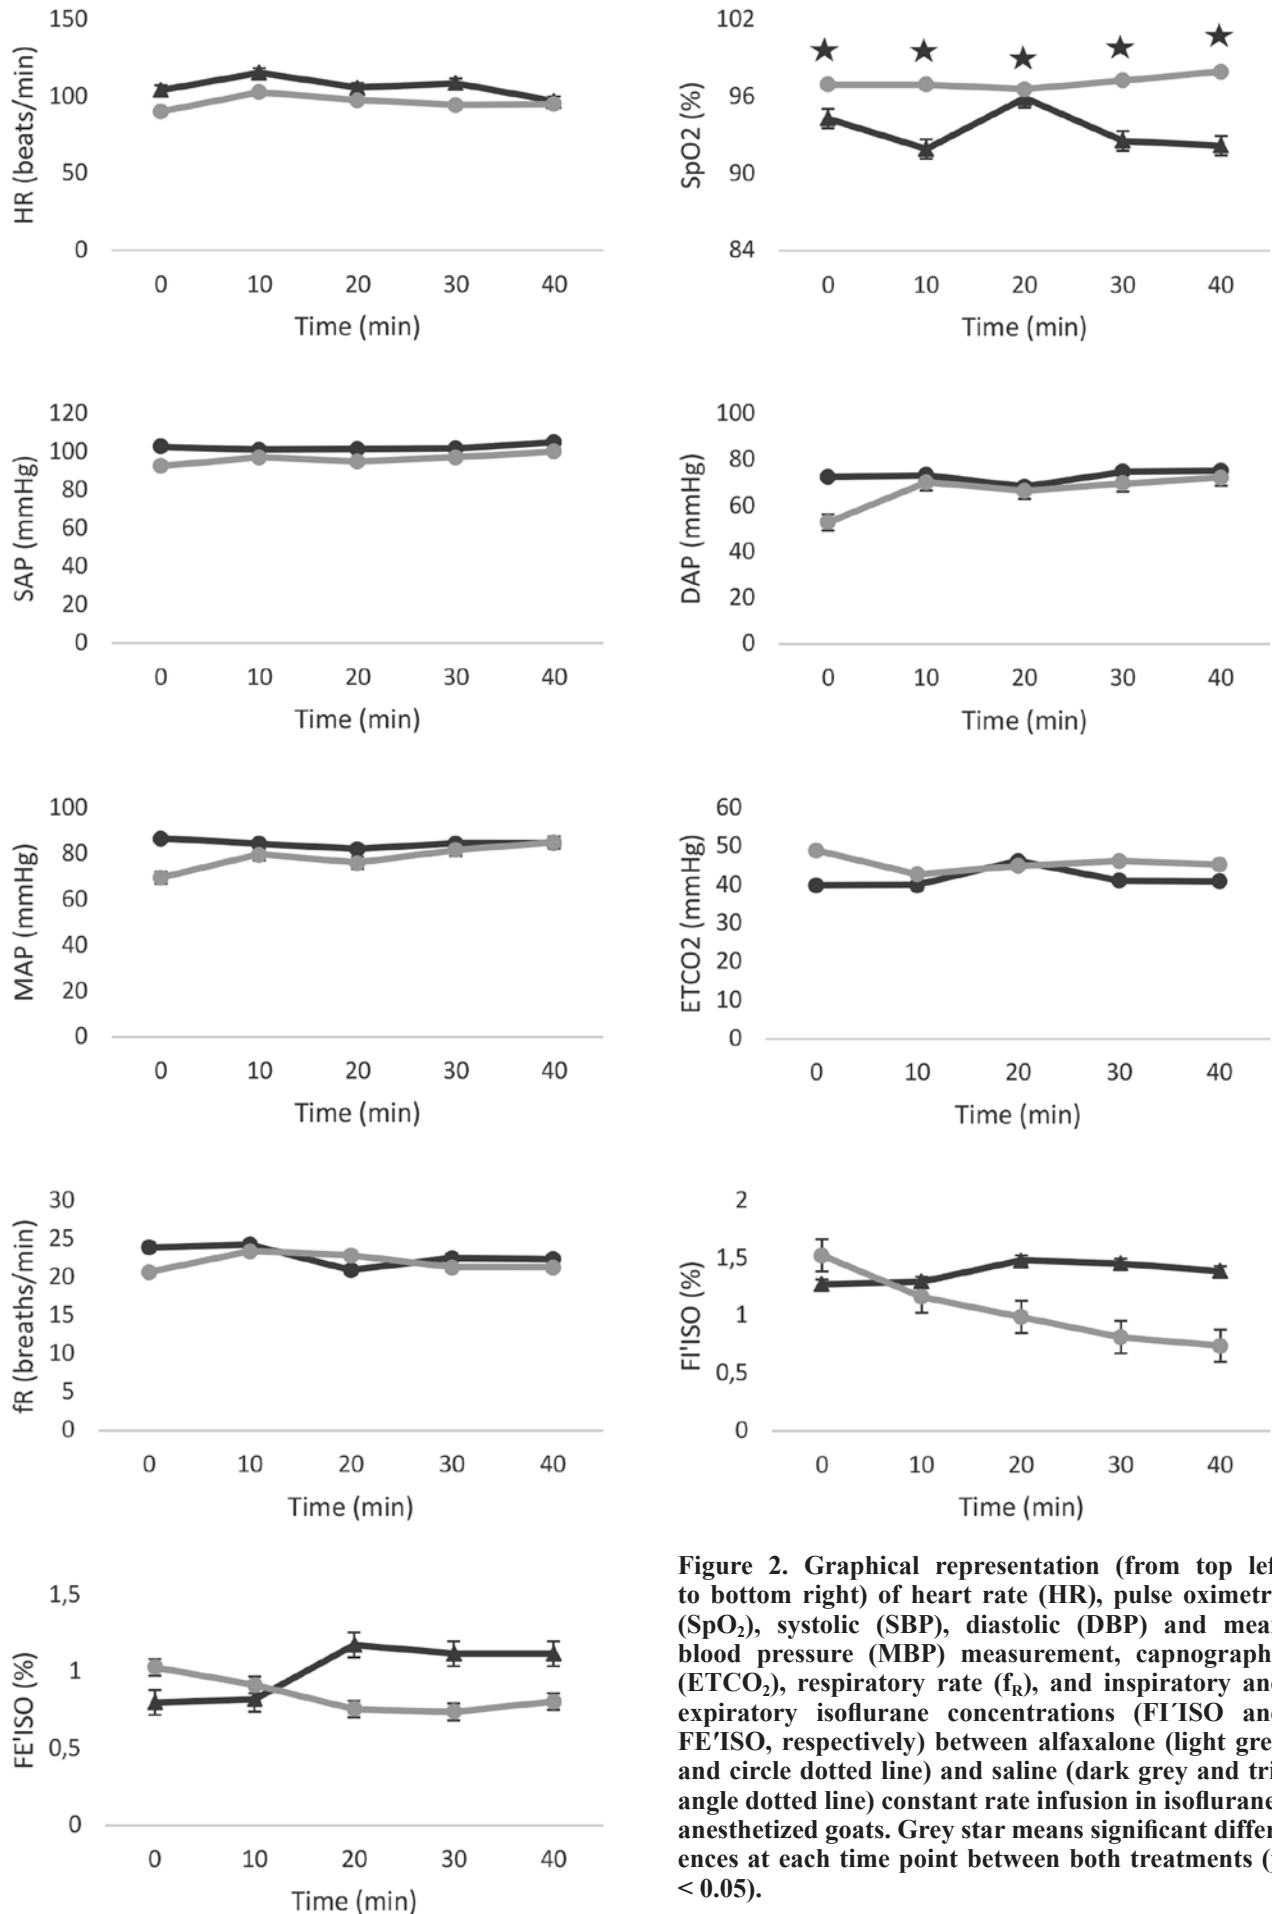 150
100
50
0
HR (beats/min)
0 10 20 30 40
Time (min)
102
96
90
84
SpO2 (%)
0 10 20 30 40
Time (min)
120
100
80
60
40
20
0
SAP (mmHg)
0 10 20 30 40
Time (min)
100
80
60
40
20
0
DAP (mmHg)
0 10 20 30 40
Time (min)
100
80
60
40
20
0
MAP (mmHg)
0 10 20 30 40
Time (min)
60
50
40
30
20
10
0
ETCO2 (mmHg)
0 10 20 30 40
Time (min)
30
25
20
15
10
5
0
fR (breaths/min)
0 10 20 30 40
Time (min)
2
1,5
1
0,5
0
FI'ISO (%)
0 10 20 30 40
Time (min)
1,5
1
0,5
0
FE'ISO (%)
0 10 20 30 40
Time (min)
Figure 2. Graphical representation (from top lef
to bottom right) of heart rate (HR), pulse oximetr
(SpO₂), systolic (SBP), diastolic (DBP) and mea
blood pressure (MBP) measurement, capnograph
(ETCO₂), respiratory rate (fR), and inspiratory an
expiratory isoflurane concentrations (FI′ISO an
FE′ISO, respectively) between alfaxalone (light gre
and circle dotted line) and saline (dark grey and tri
angle dotted line) constant rate infusion in isoflurane
anesthetized goats. Grey star means significant differ
ences at each time point between both treatments (
< 0.05).